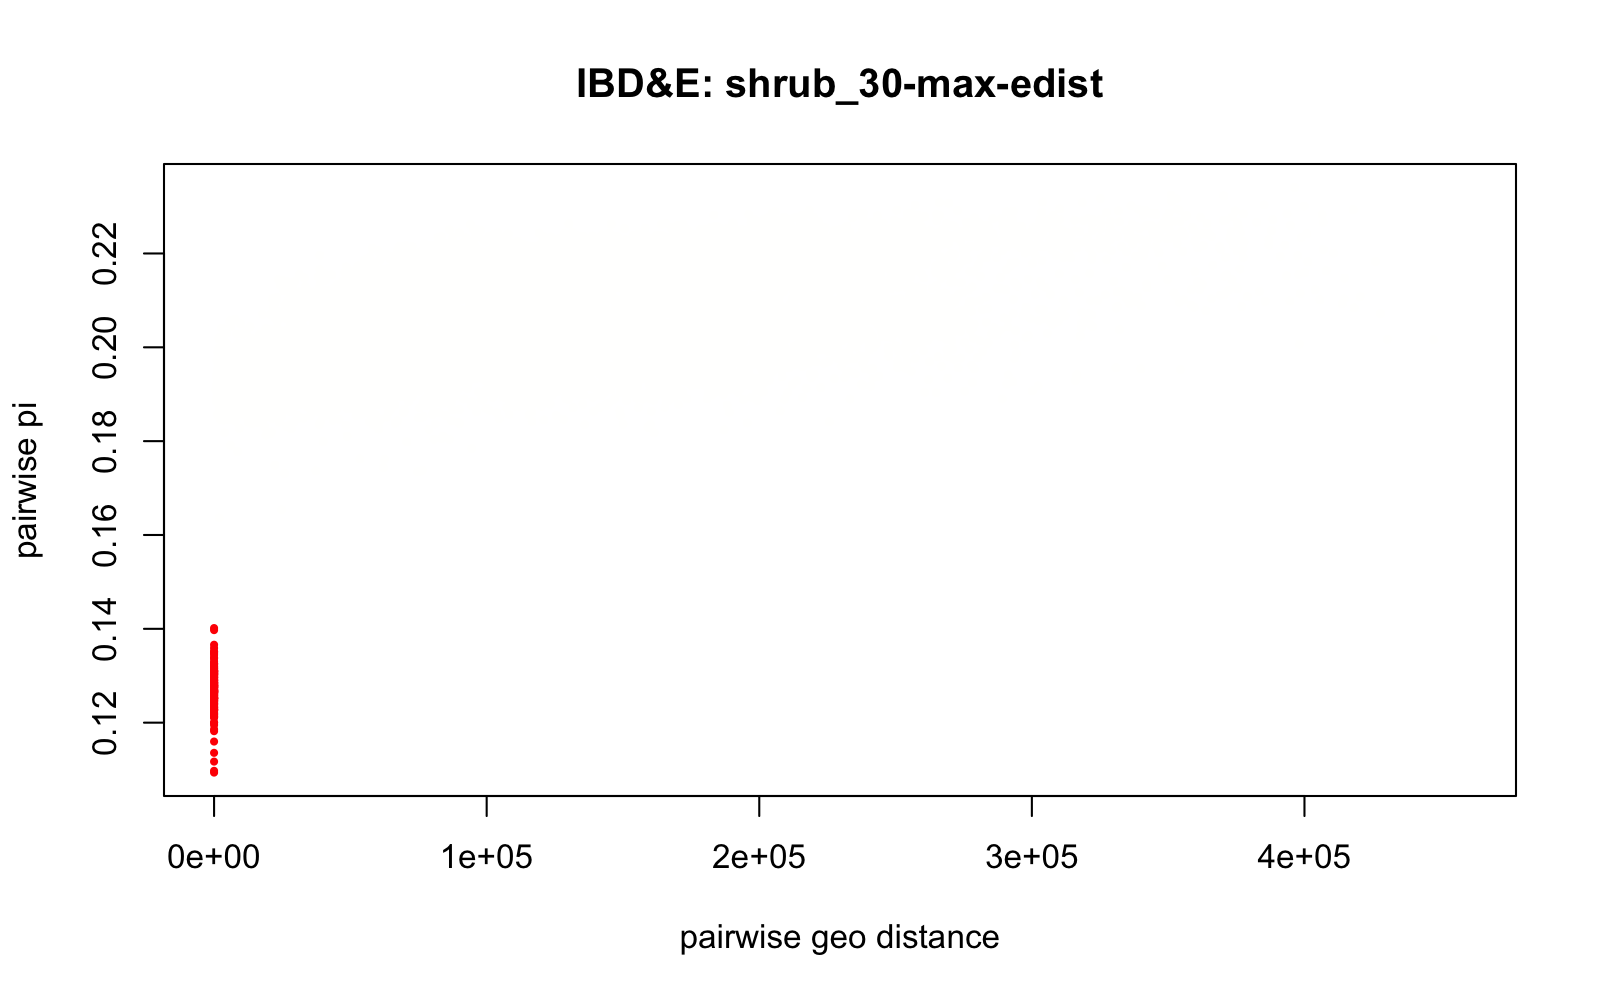 IBD&E: shrub_30-max-edist
pairwise pi
0.22
0.20
0.18
0.16
0.14
0.12
0e+00 1e+05 2e+05 3e+05 4e+05
pairwise geo distance